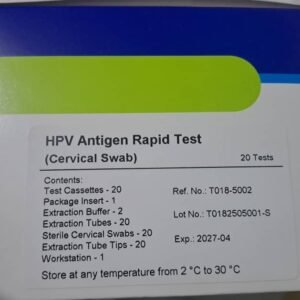 HPV Antigen Rapid Test
(Cervical Swab) 20 Tests
Contents:
Test Cassettes - 20 Ref. No.: T018-5002
Package Insert - 1
Extraction Buffer - 2 Lot No.: T0182505001-S
Extraction Tubes - 20
Sterile Cervical Swabs - 20 Exp.: 2027-04
Extraction Tube Tips - 20
Workstation - 1
Store at any temperature from 2 °C to 30 °C